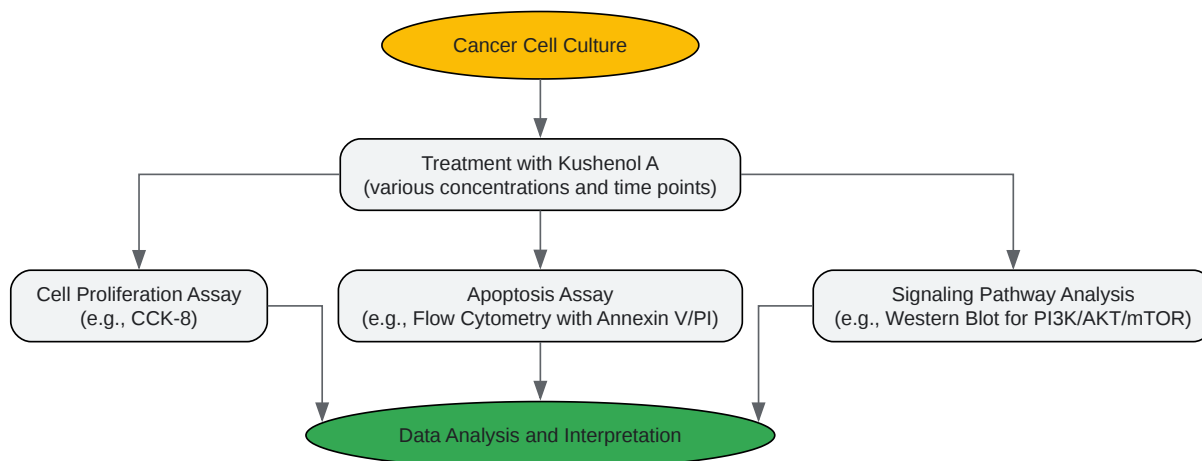 Cancer Cell Culture
Treatment with Kushenol A
(various concentrations and time points)
Cell Proliferation Assay
(e.g., CCK-8)
Apoptosis Assay
(e.g., Flow Cytometry with Annexin V/PI)
Signaling Pathway Analysis
(e.g., Western Blot for PI3K/AKT/mTOR)
Data Analysis and Interpretation